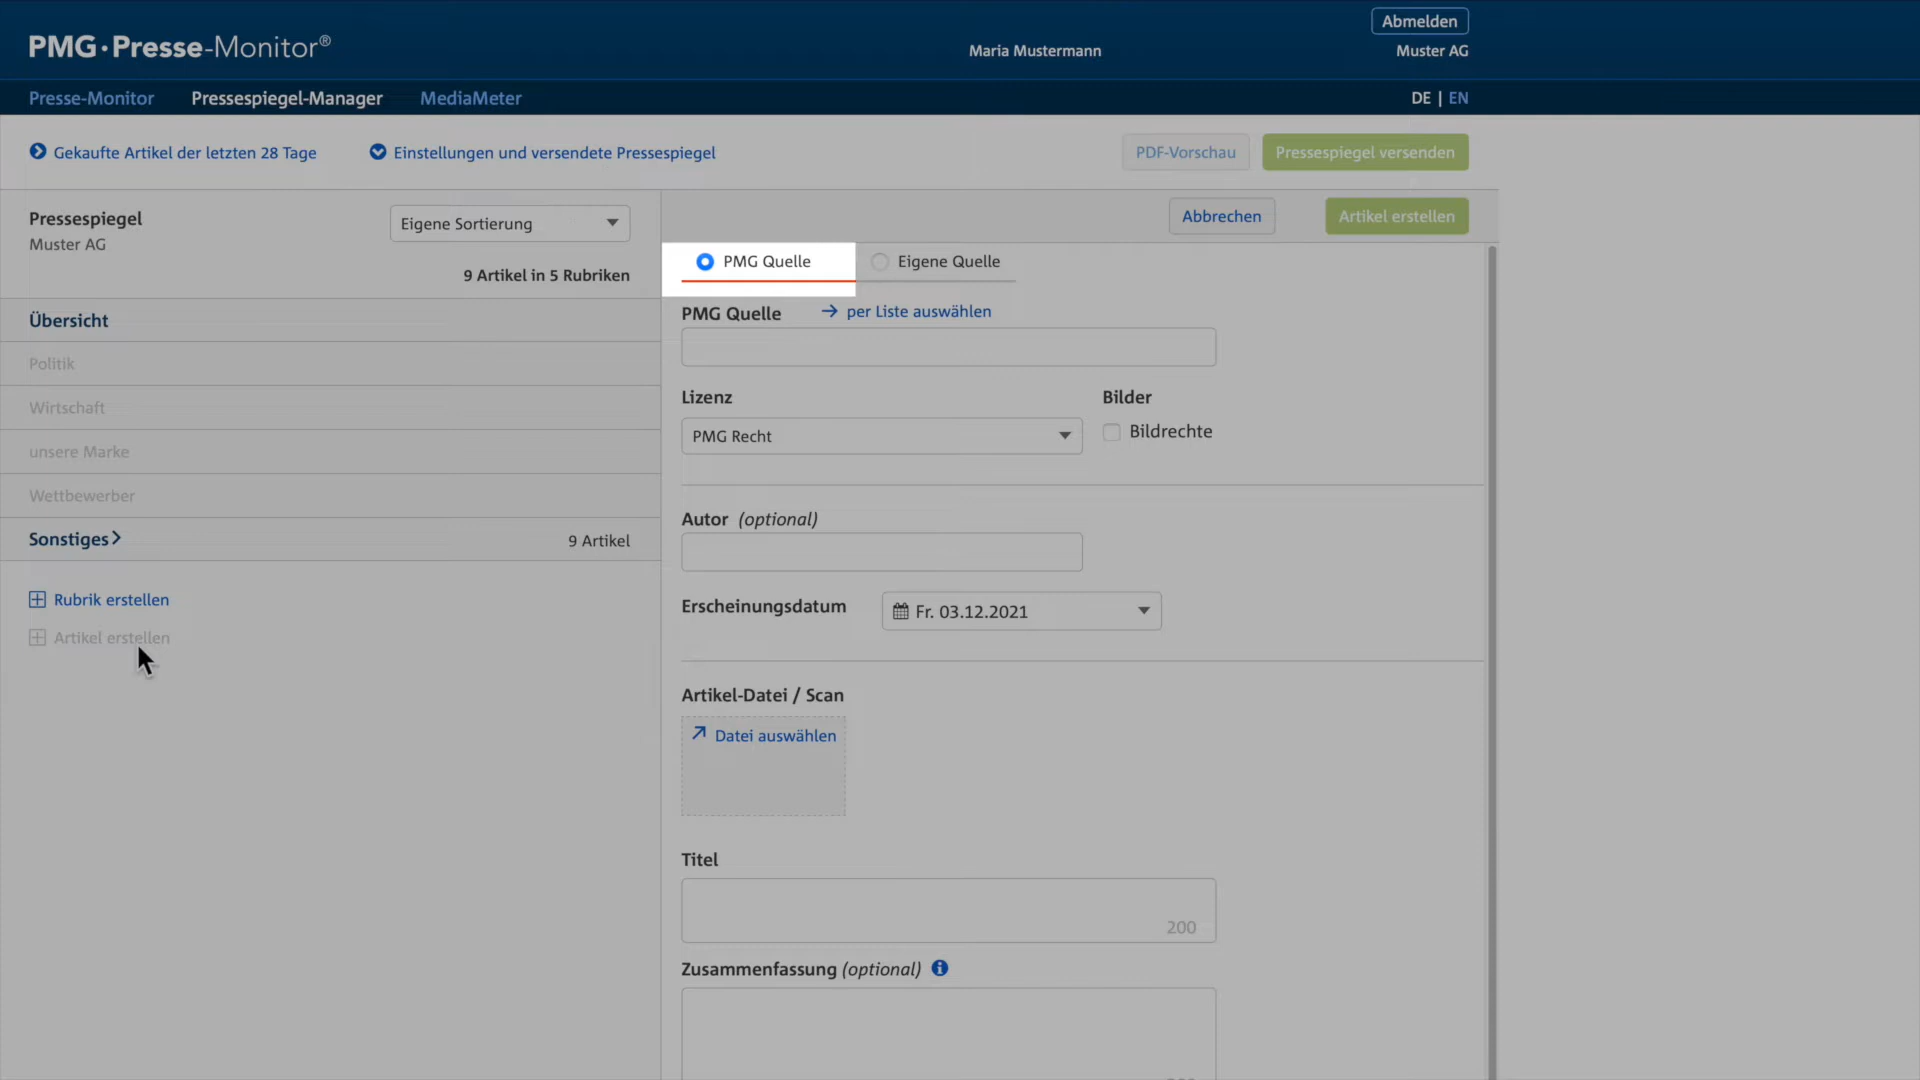 PMG·Presse-Monitor®
Abmelden
Maria Mustermann
Muster AG
Presse-Monitor
Pressespiegel-Manager
MediaMeter
DE | EN
Gekaufte Artikel der letzten 28 Tage
Einstellungen und versendete Pressespiegel
PDF-Vorschau
Pressespiegel versenden
Pressespiegel
Muster AG
Eigene Sortierung
9 Artikel in 5 Rubriken
Übersicht
Politik
Wirtschaft
unsere Marke
Wettbewerber
Sonstiges
9 Artikel
Rubrik erstellen
Artikel erstellen
Abbrechen
Artikel erstellen
PMG Quelle
Eigene Quelle
PMG Quelle
per Liste auswählen
Lizenz
Bilder
PMG Recht
Bildrechte
Autor (optional)
Erscheinungsdatum
Fr. 03.12.2021
Artikel-Datei / Scan
Datei auswählen
Titel
200
Zusammenfassung (optional)